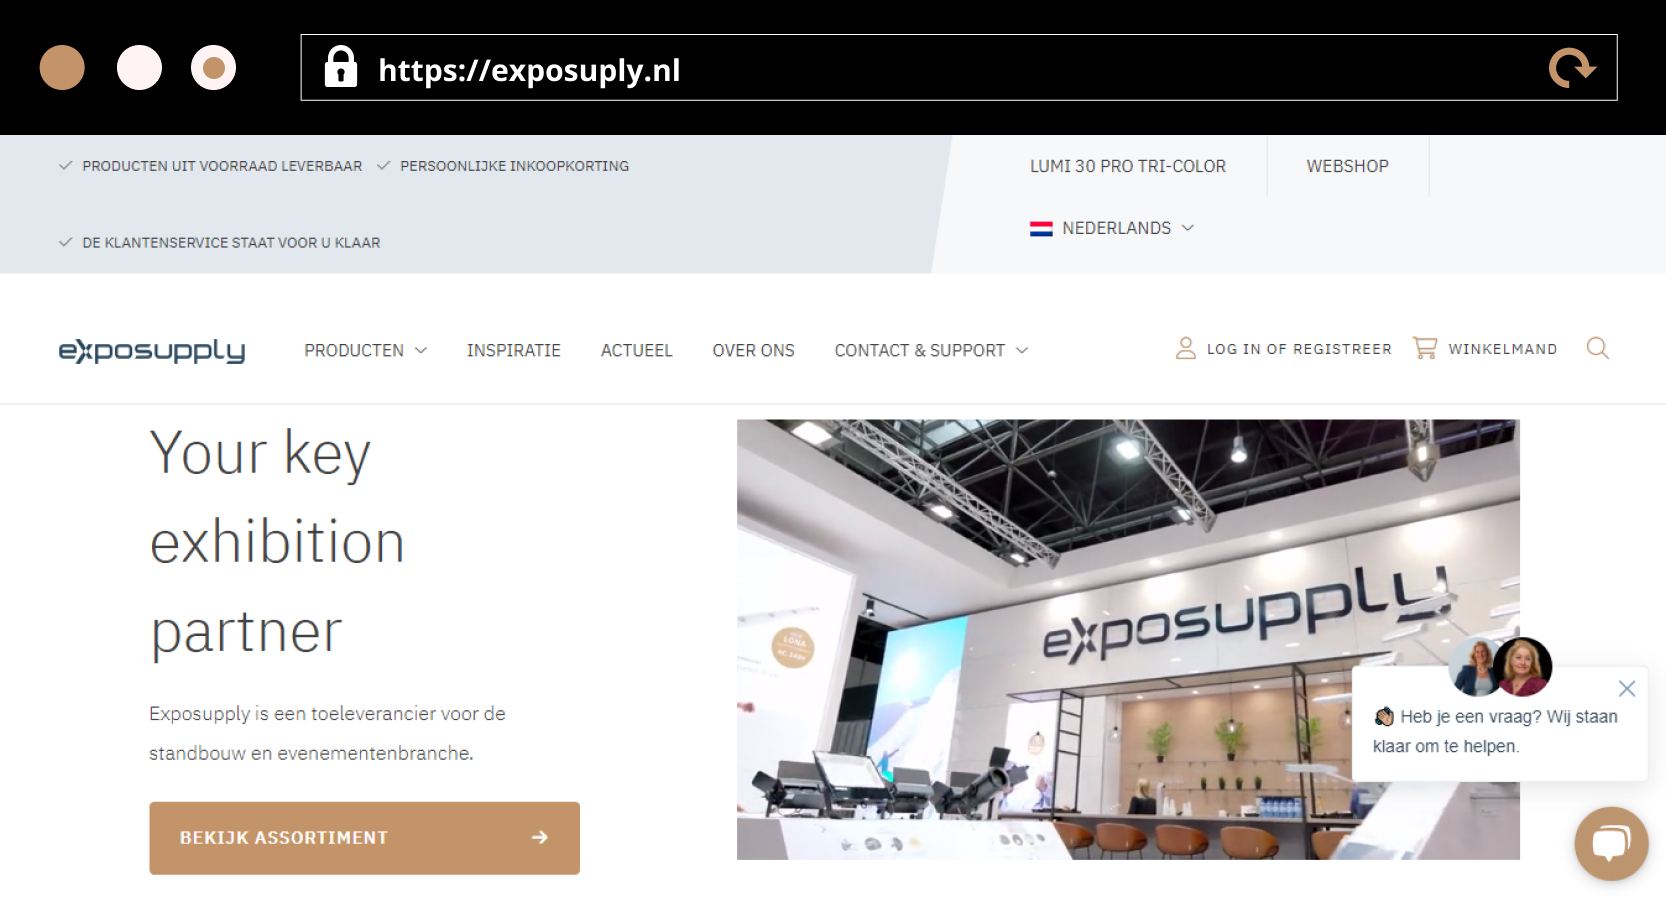 https://exposuply.nl
PRODUCTEN UIT VOORRAAD LEVERBAAR
PERSOONLIJKE INKOOPKORTING
DE KLANTENSERVICE STAAT VOOR U KLAAR
LUMI 30 PRO TRI-COLOR
WEBSHOP
NEDERLANDS
exposupply
PRODUCTEN
INSPIRATIE
ACTUEEL
OVER ONS
CONTACT & SUPPORT
LOG IN OF REGISTREER
WINKELMAND
Your key
exhibition
partner
Exposupply is een toeleverancier voor de
standbouw en evenementenbranche.
BEKIJK ASSORTIMENT
LONA
exposupply
Heb je een vraag? Wij staan
klaar om te helpen.